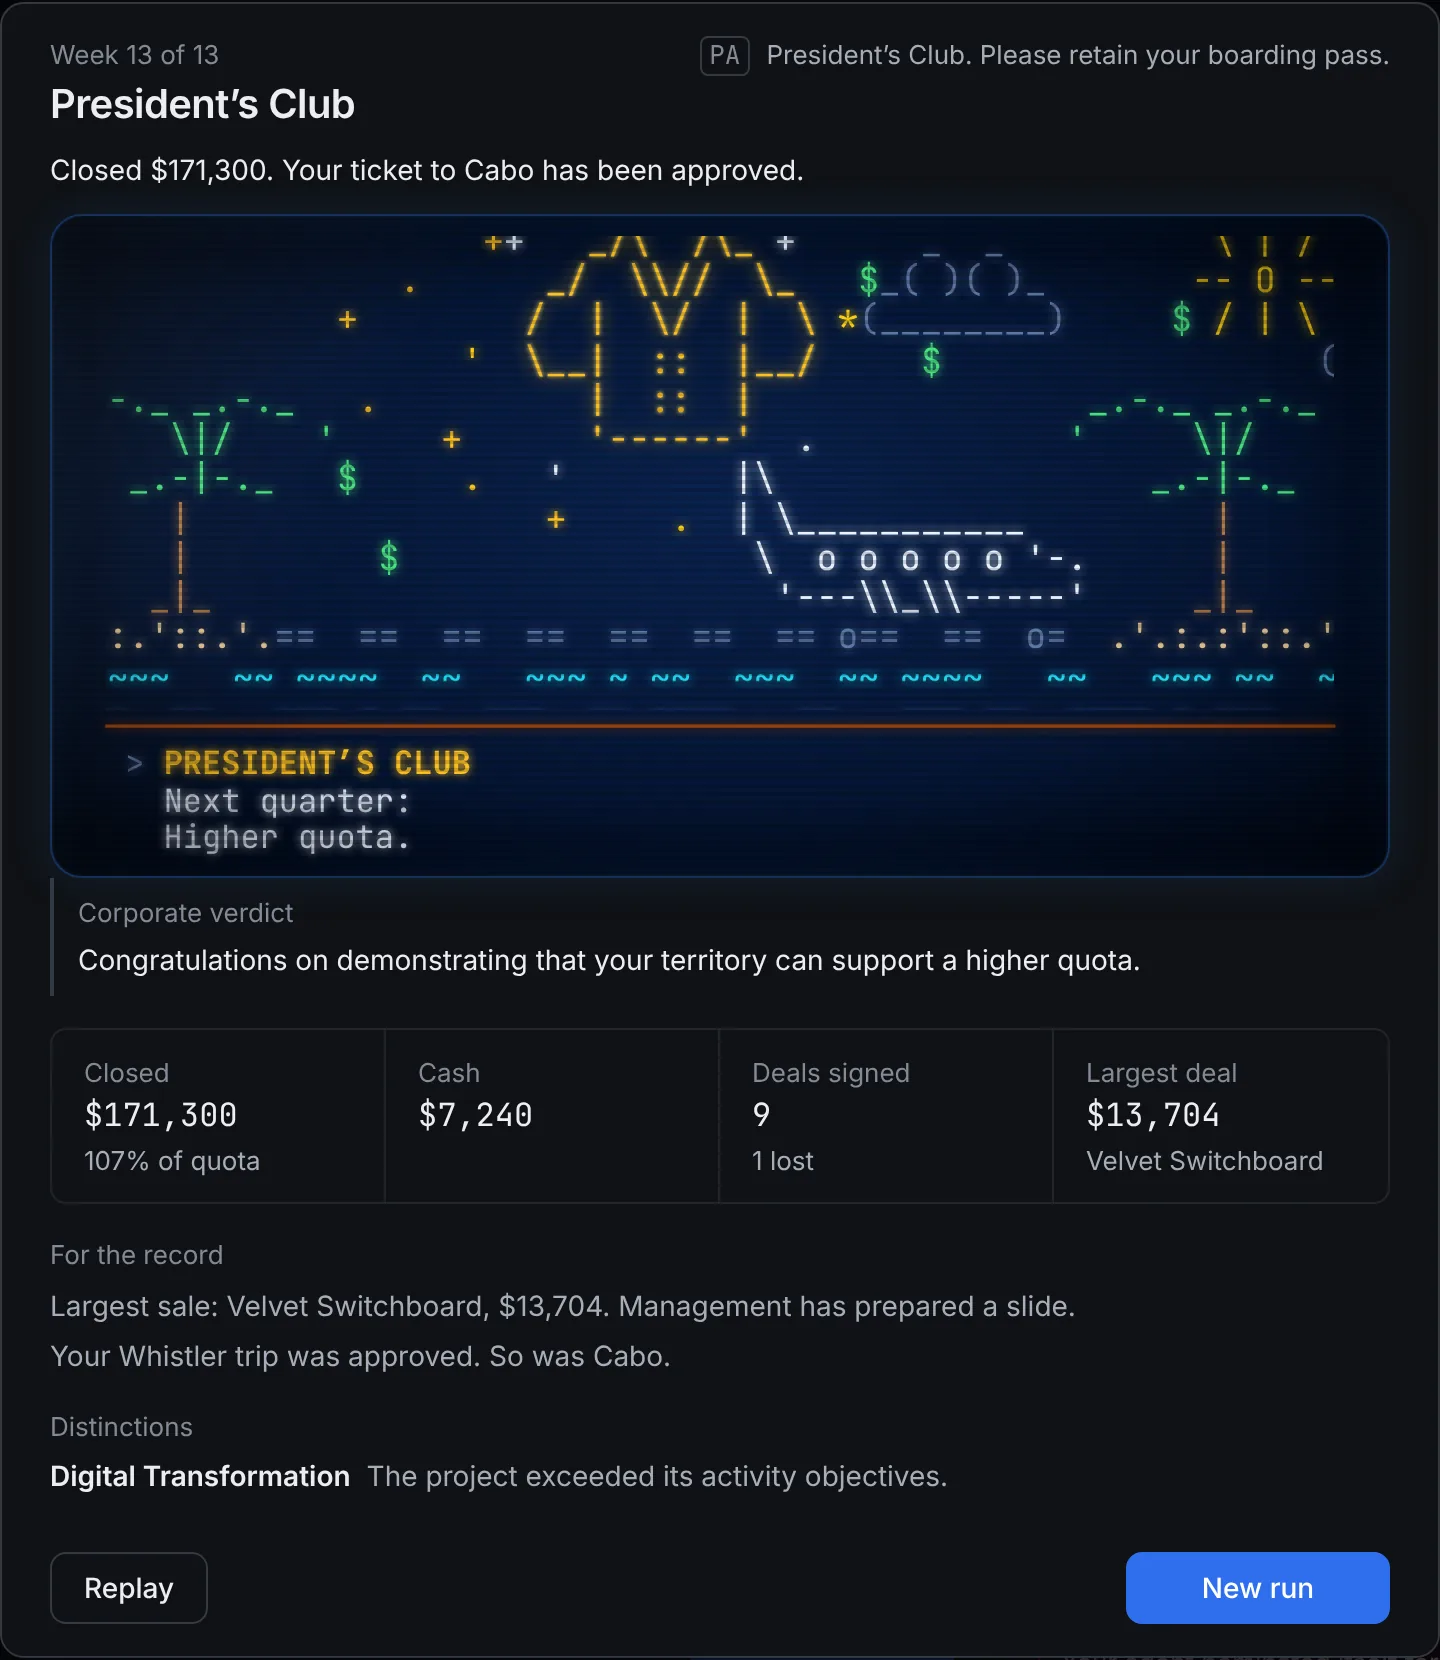 Week 13 of 13
PA President’s Club. Please retain your boarding pass.
President’s Club
Closed $171,300. Your ticket to Cabo has been approved.
> PRESIDENT’S CLUB
Next quarter:
Higher quota.
Corporate verdict
Congratulations on demonstrating that your territory can support a higher quota.
Closed
$171,300
107% of quota
Cash
$7,240
Deals signed
9
1 lost
Largest deal
$13,704
Velvet Switchboard
For the record
Largest sale: Velvet Switchboard, $13,704. Management has prepared a slide.
Your Whistler trip was approved. So was Cabo.
Distinctions
Digital Transformation The project exceeded its activity objectives.
Replay
New run